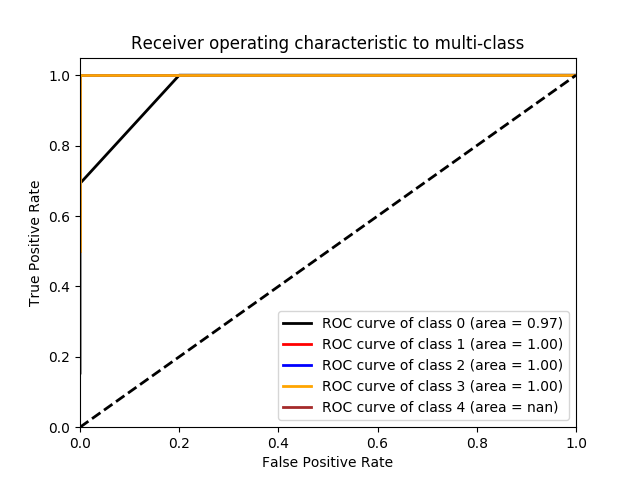 Receiver operating characteristic to multi-class
1.0
0.8
0.6
0.4
0.2
0.0
True Positive Rate
ROC curve of class 0 (area = 0.97)
ROC curve of class 1 (area = 1.00)
ROC curve of class 2 (area = 1.00)
ROC curve of class 3 (area = 1.00)
ROC curve of class 4 (area = nan)
0.0 0.2 0.4 0.6 0.8 1.0
False Positive Rate